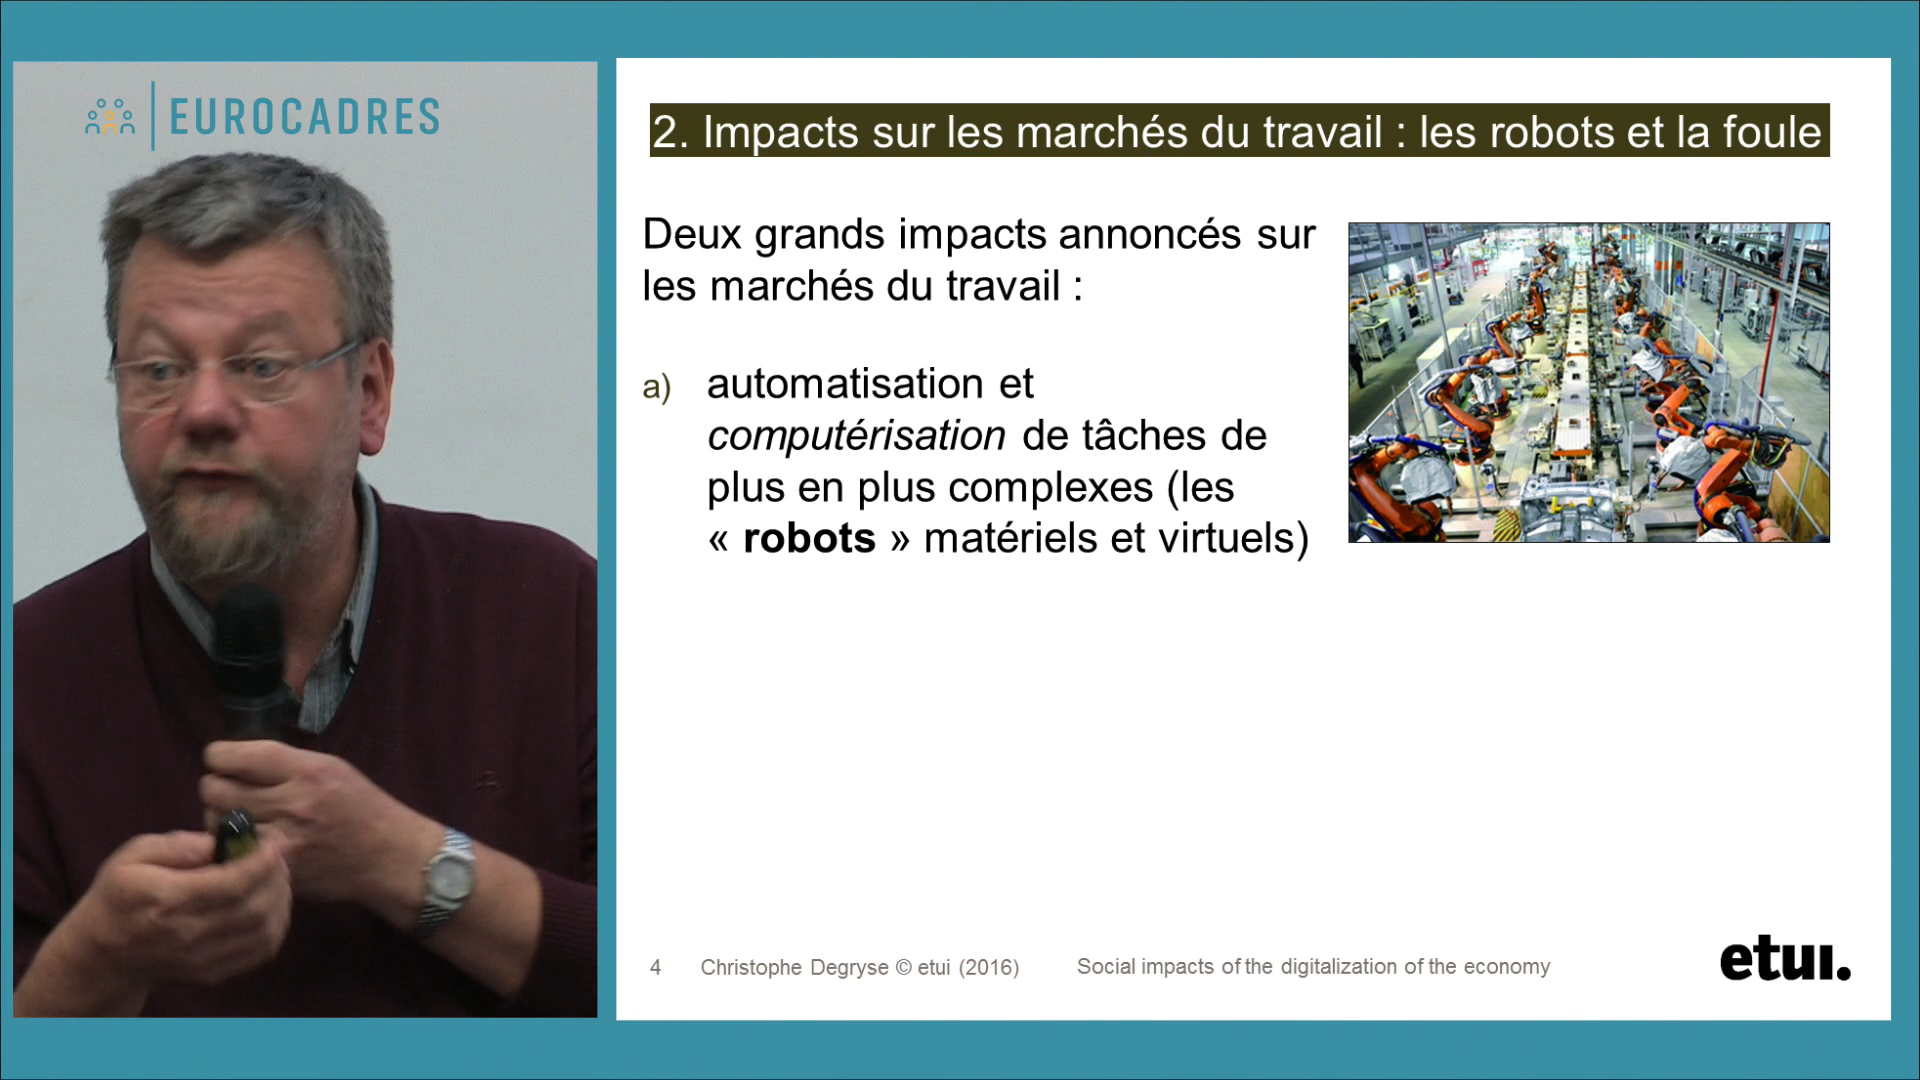 EUROCADRES
2. Impacts sur les marchés du travail : les robots et la foule
Deux grands impacts annoncés sur
les marchés du travail :
a) automatisation et
computérisation de tâches de
plus en plus complexes (les
« robots » matériels et virtuels)
4 Christophe Degryse © etui (2016) Social impacts of the digitalization of the economy
etui.